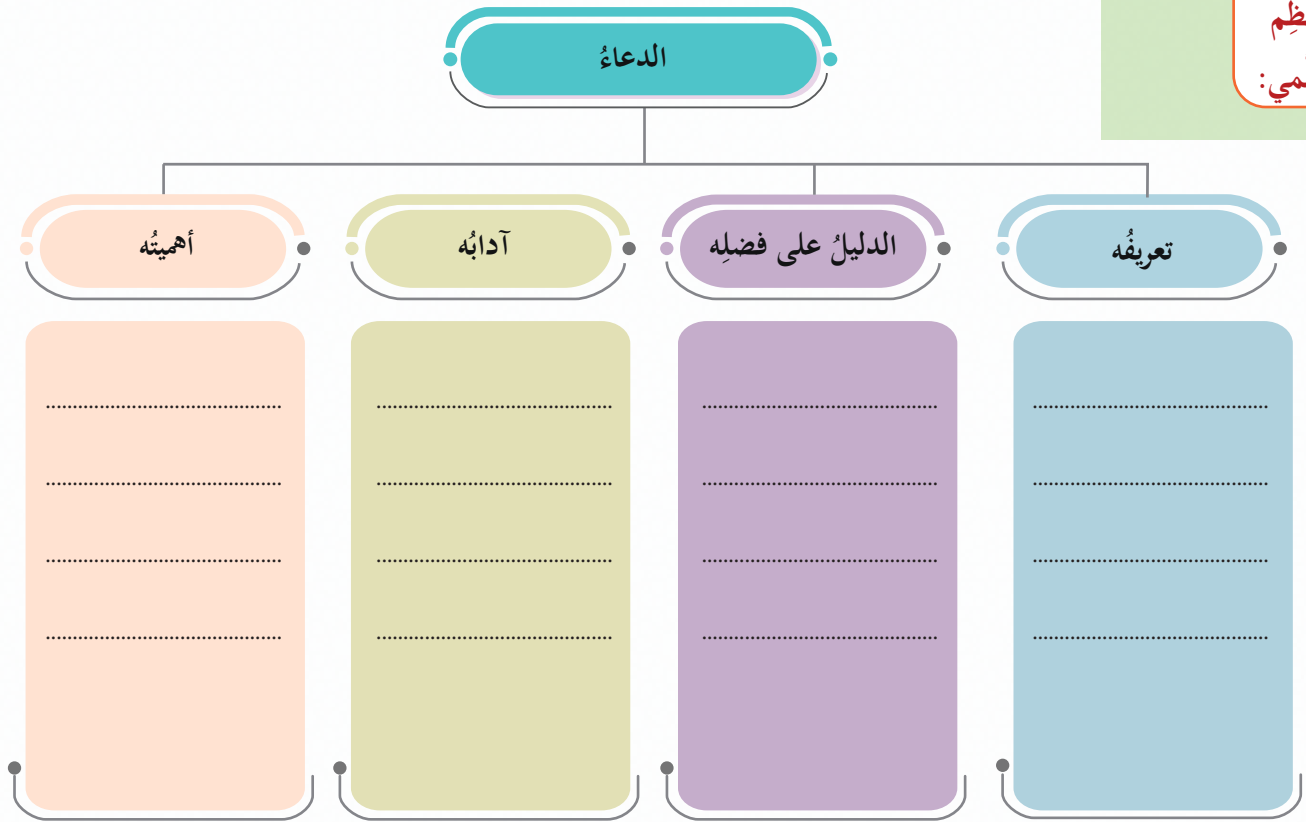 الدعاءُ
تعريفُه
الدليلُ على فضلِه
آدابُه
أهميتُه